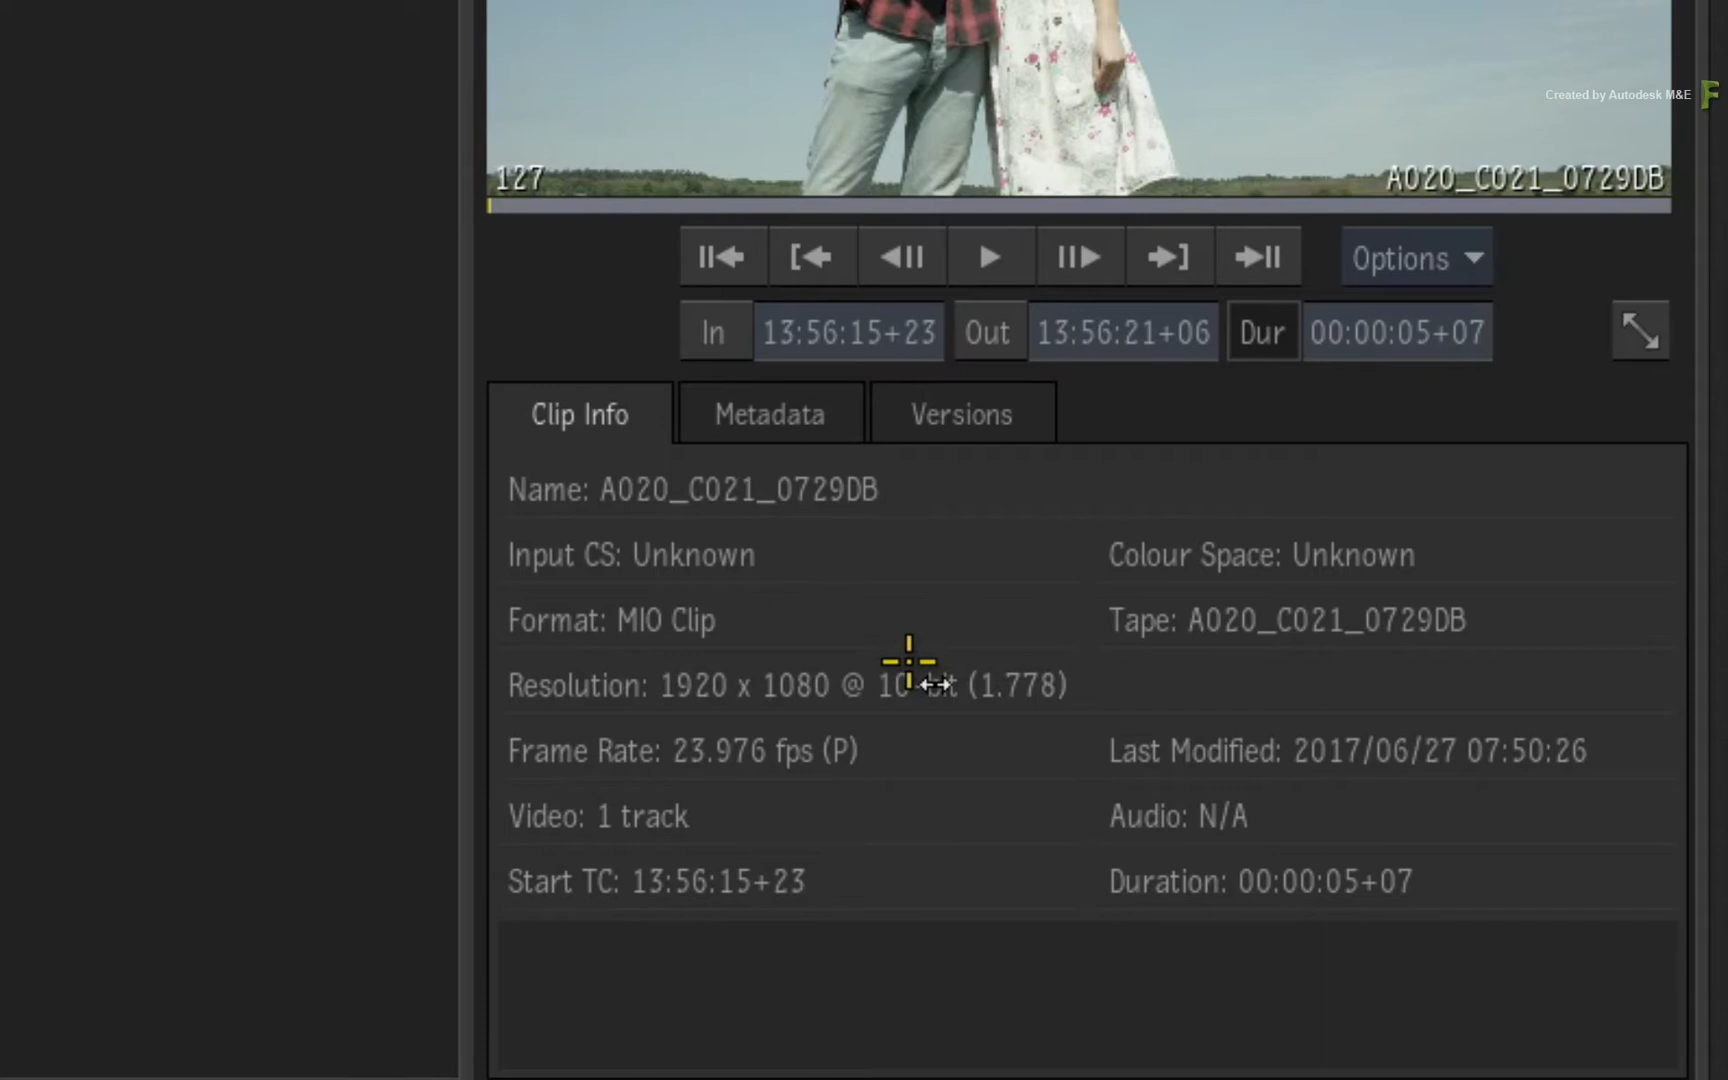 Created by Autodesk M&E
127
A020_C021_0729DB
Options
In 13:56:15+23 Out 13:56:21+06 Dur 00:00:05+07
Clip Info Metadata Versions
Name: A020_C021_0729DB
Input CS: Unknown Colour Space: Unknown
Format: MIO Clip Tape: A020_C021_0729DB
Resolution: 1920 x 1080 @ (1.778)
Frame Rate: 23.976 fps (P) Last Modified: 2017/06/27 07:50:26
Video: 1 track Audio: N/A
Start TC: 13:56:15+23 Duration: 00:00:05+07